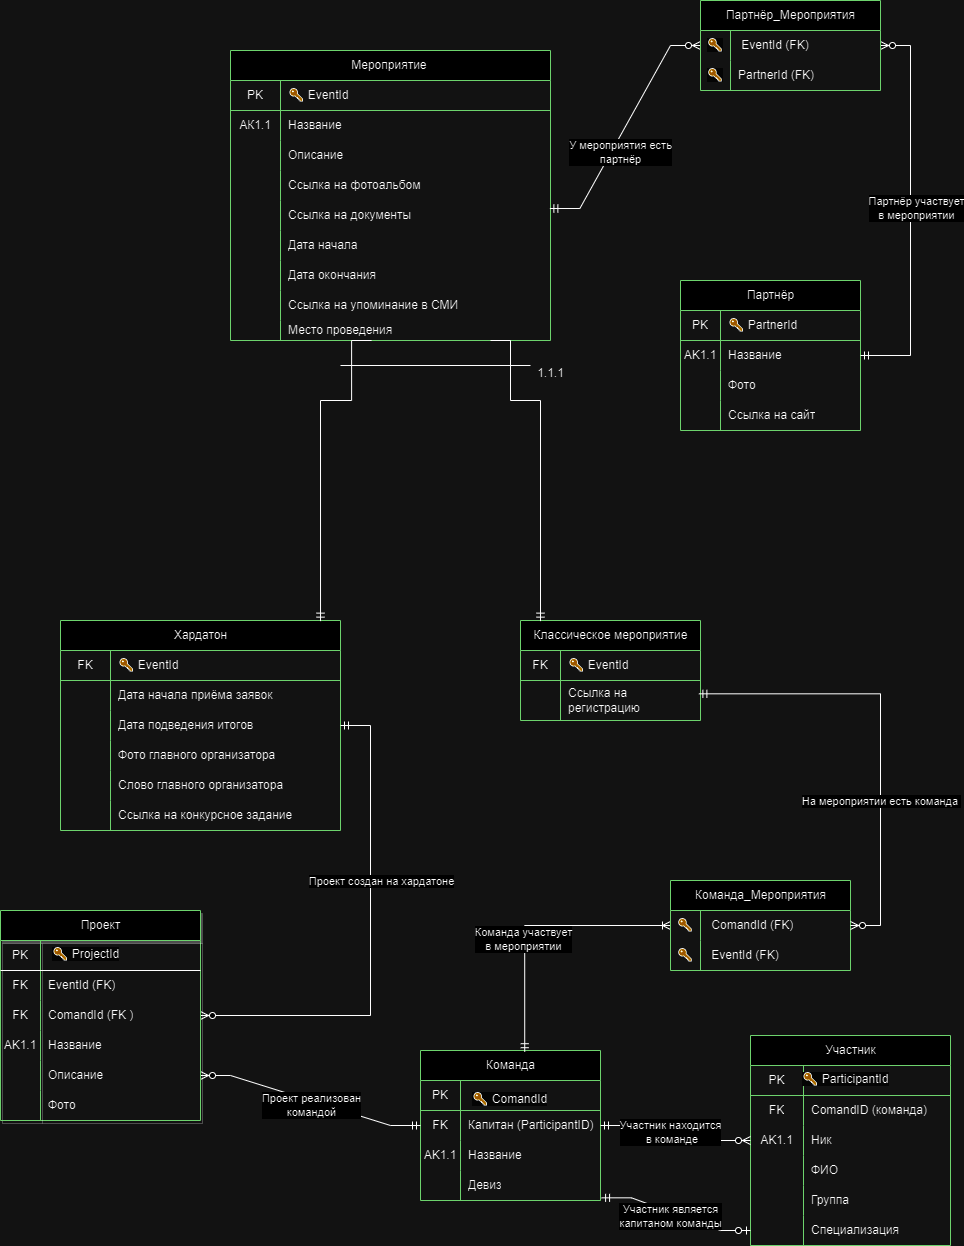 Партнёр_Мероприятия
EventId (FK)
PartnerId (FK)
Мероприятие
PK EventId
AK1.1 Название
Описание
Ссылка на фотоальбом
Ссылка на документы
Дата начала
Дата окончания
Ссылка на упоминание в СМИ
Место проведения
У мероприятия есть
партнёр
Партнёр участвует
в мероприятии
Партнёр
PK PartnerId
AK1.1 Название
Фото
Ссылка на сайт
1.1.1
Хардатон
FK EventId
Дата начала приёма заявок
Дата подведения итогов
Фото главного организатора
Слово главного организатора
Ссылка на конкурсное задание
Классическое мероприятие
FK EventId
Ссылка на
регистрацию
На мероприятии есть команда
Проект создан на хардатоне
Команда_Мероприятия
ComandId (FK)
EventId (FK)
Команда участвует
в мероприятии
Проект
PK ProjectId
FK EventId (FK)
FK ComandId (FK )
AK1.1 Название
Описание
Фото
Проект реализован
командой
Команда
PK ComandId
FK Капитан (ParticipantID)
AK1.1 Название
Девиз
Участник находится
в команде
Участник является
капитаном команды
Участник
PK ParticipantId
FK ComandID (команда)
AK1.1 Ник
ФИО
Группа
Специализация